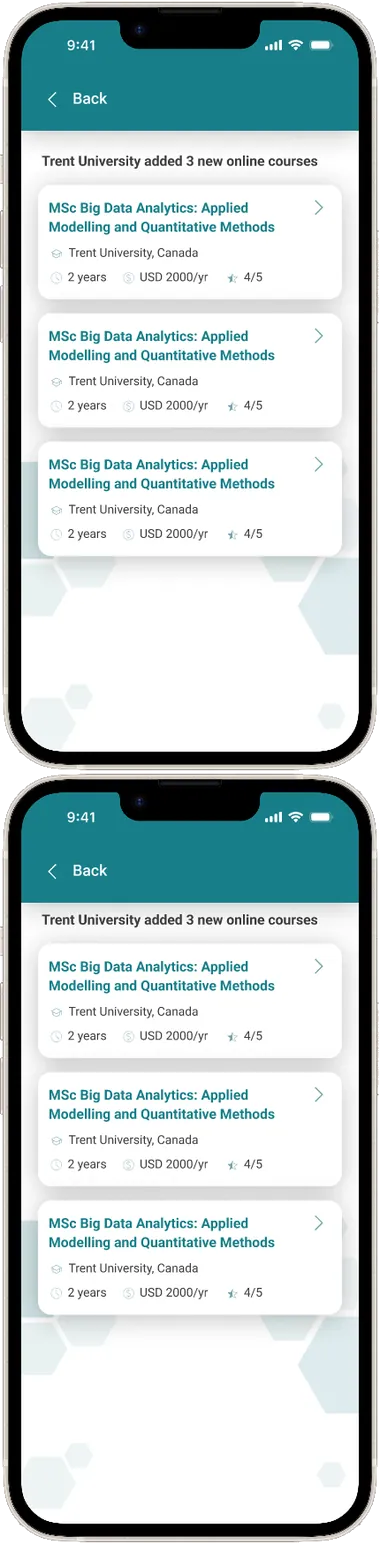 9:41
Back
Trent University added 3 new online courses
MSc Big Data Analytics: Applied
Modelling and Quantitative Methods
Trent University, Canada
2 years USD 2000/yr 4/5
MSc Big Data Analytics: Applied
Modelling and Quantitative Methods
Trent University, Canada
2 years USD 2000/yr 4/5
MSc Big Data Analytics: Applied
Modelling and Quantitative Methods
Trent University, Canada
2 years USD 2000/yr 4/5
9:41
Back
Trent University added 3 new online courses
MSc Big Data Analytics: Applied
Modelling and Quantitative Methods
Trent University, Canada
2 years USD 2000/yr 4/5
MSc Big Data Analytics: Applied
Modelling and Quantitative Methods
Trent University, Canada
2 years USD 2000/yr 4/5
MSc Big Data Analytics: Applied
Modelling and Quantitative Methods
Trent University, Canada
2 years USD 2000/yr 4/5